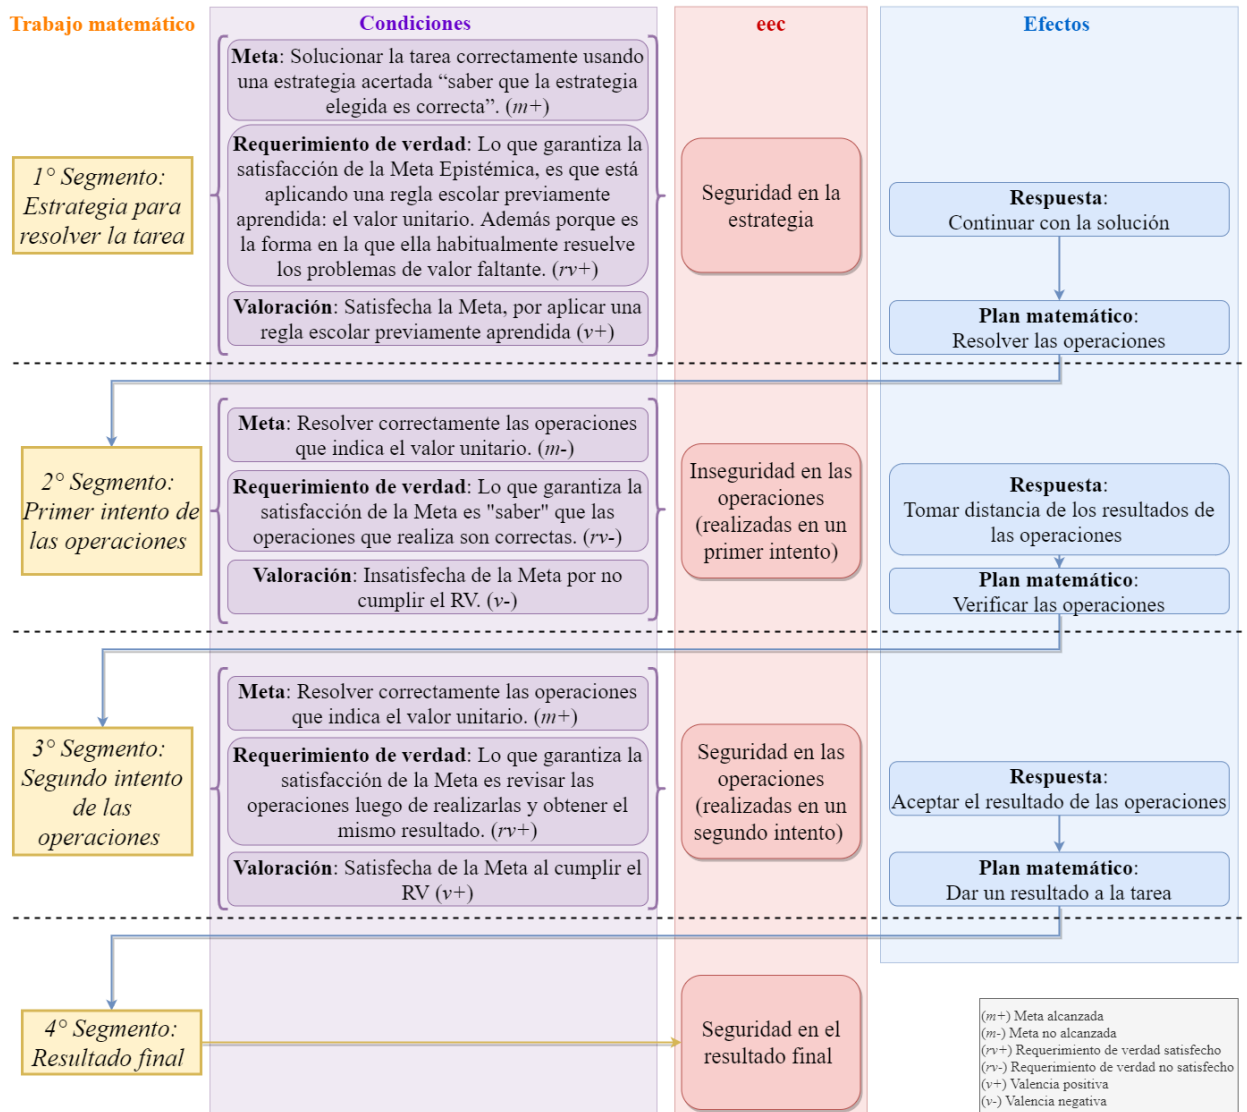 Trabajo matemático
Condiciones
eec
Efectos
1° Segmento:
Estrategia para
resolver la tarea
Meta: Solucionar la tarea correctamente usando
una estrategia acertada “saber que la estrategia
elegida es correcta”. (m+)
Requerimiento de verdad: Lo que garantiza la
satisfacción de la Meta Epistémica, es que está
aplicando una regla escolar previamente
aprendida: el valor unitario. Además porque es
la forma en la que ella habitualmente resuelve
los problemas de valor faltante. (rv+)
Valoración: Satisfecha la Meta, por aplicar una
regla escolar previamente aprendida (v+)
Seguridad en la
estrategia
Respuesta:
Continuar con la solución
Plan matemático:
Resolver las operaciones
2° Segmento:
Primer intento de
las operaciones
Meta: Resolver correctamente las operaciones
que indica el valor unitario. (m-)
Requerimiento de verdad: Lo que garantiza la
satisfacción de la Meta es "saber" que las
operaciones que realiza son correctas. (rv-)
Valoración: Insatisfecha de la Meta por no
cumplir el RV. (v-)
Inseguridad en las
operaciones
(realizadas en un
primer intento)
Respuesta:
Tomar distancia de los resultados de
las operaciones
Plan matemático:
Verificar las operaciones
3° Segmento:
Segundo intento
de las
operaciones
Meta: Resolver correctamente las operaciones
que indica el valor unitario. (m+)
Requerimiento de verdad: Lo que garantiza la
satisfacción de la Meta es revisar las
operaciones luego de realizarlas y obtener el
mismo resultado. (rv+)
Valoración: Satisfecha de la Meta al cumplir el
RV (v+)
Seguridad en las
operaciones
(realizadas en un
segundo intento)
Respuesta:
Aceptar el resultado de las operaciones
Plan matemático:
Dar un resultado a la tarea
4° Segmento:
Resultado final
Seguridad en el
resultado final
(m+) Meta alcanzada
(m-) Meta no alcanzada
(rv+) Requerimiento de verdad satisfecho
(rv-) Requerimiento de verdad no satisfecho
(v+) Valencia positiva
(v-) Valencia negativa